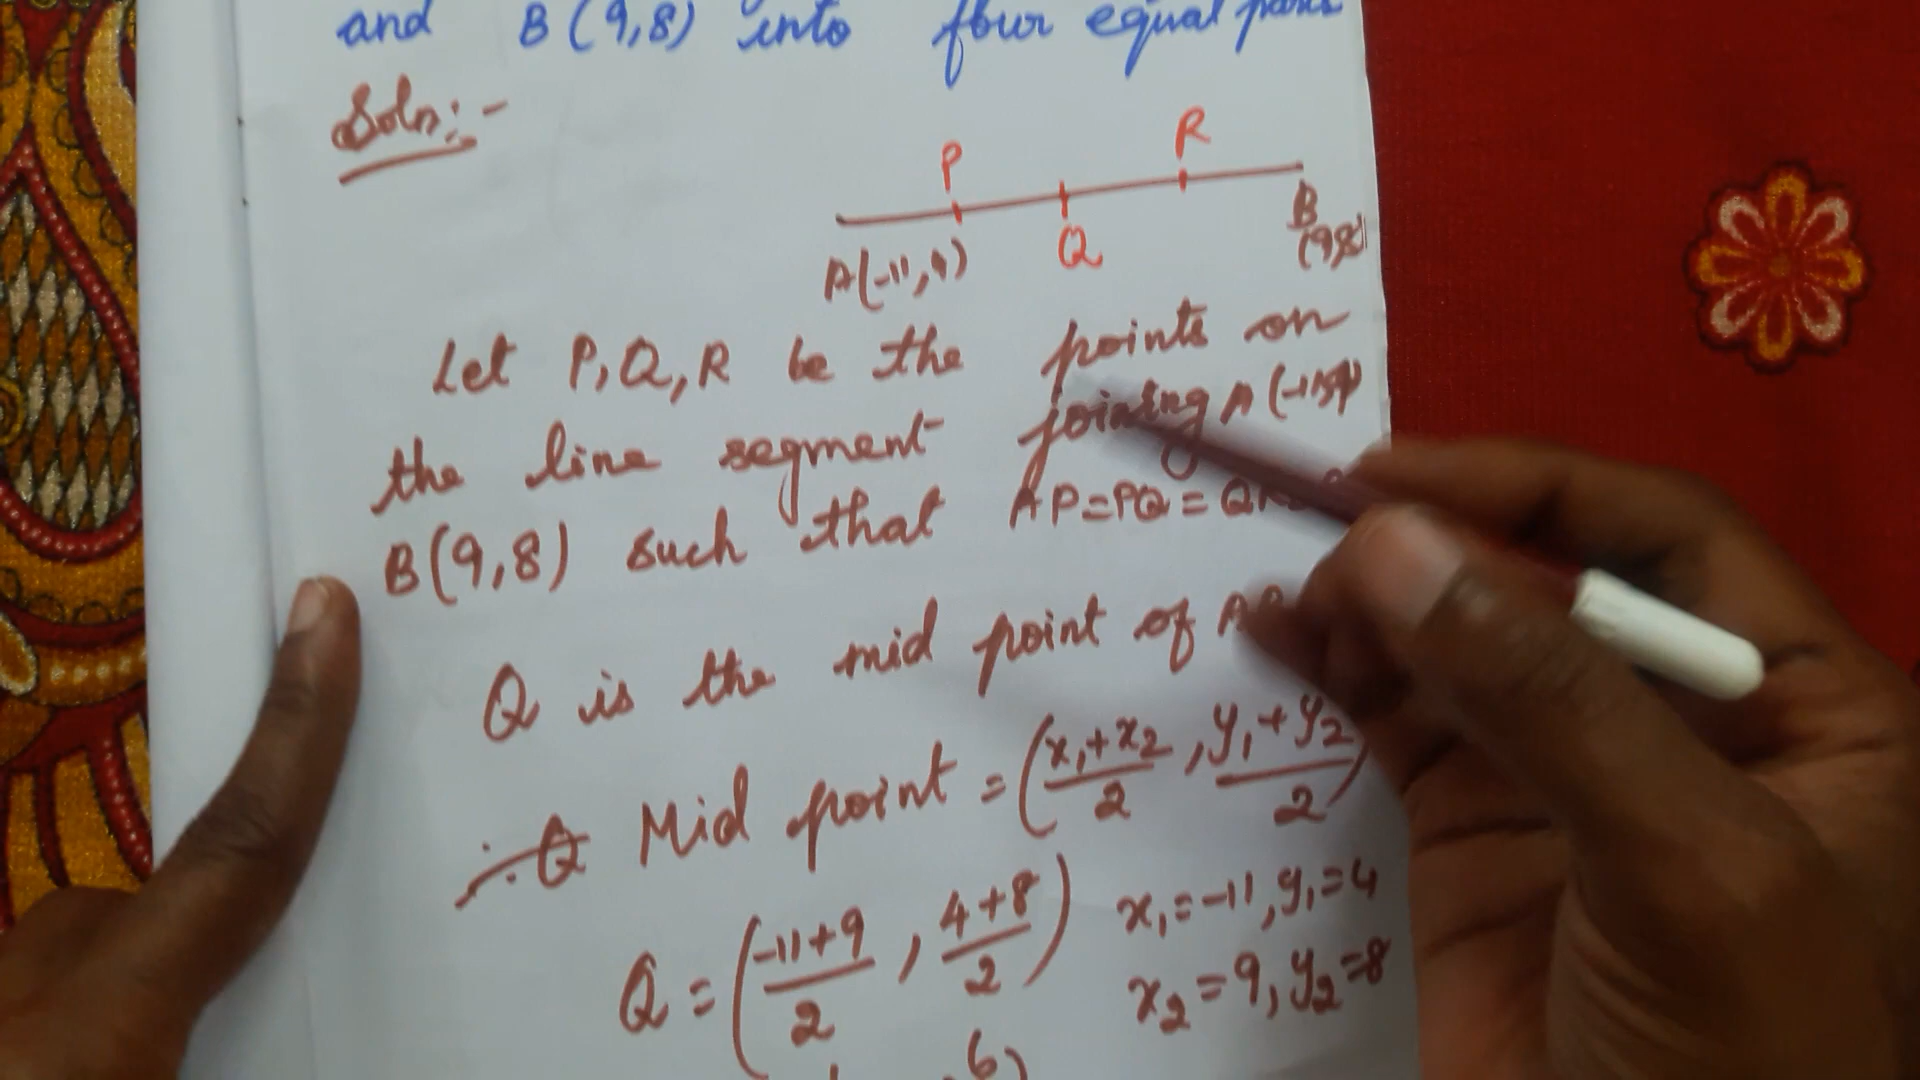 and B (9,8) into four equal parts
Soln:-
P R
Q B
A(-11,4) (9,8)
Let P,Q,R be the points on
the line segment joining A (-11,4)
B(9,8) such that AP=PQ=
Q is the mid point of
∴Q Mid point = (x₁+x₂/2, y₁+y₂/2)
Q = (-11+9/2, 4+8/2) x₁=-11,y₁=4
x₂=9,y₂=8
6)